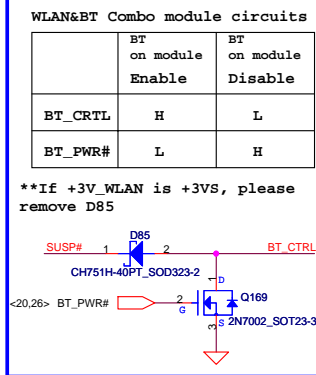 WLAN&BT Combo module circuits
BT on module Enable
BT on module Disable
BT_CRTL H L
BT_PWR# L H
**If +3V_WLAN is +3VS, please
remove D85
D85
SUSP# 1 2 BT_CTRL
CH751H-40PT_SOD323-2
1 D
<20,26> BT_PWR# 2 G Q169
3 S 2N7002_SOT23-3